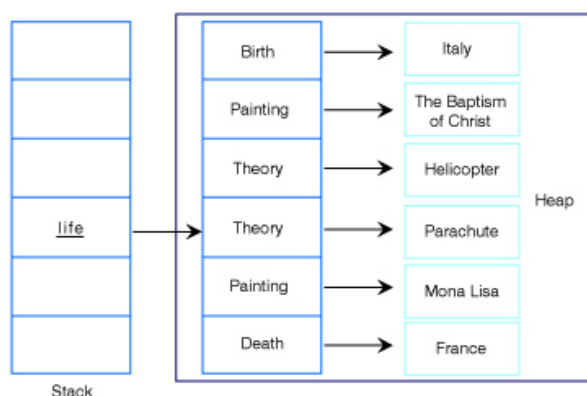 Birth
Italy
Painting
The Baptism
of Christ
Theory
Helicopter
Heap
life
Theory
Parachute
Painting
Mona Lisa
Death
France
Stack